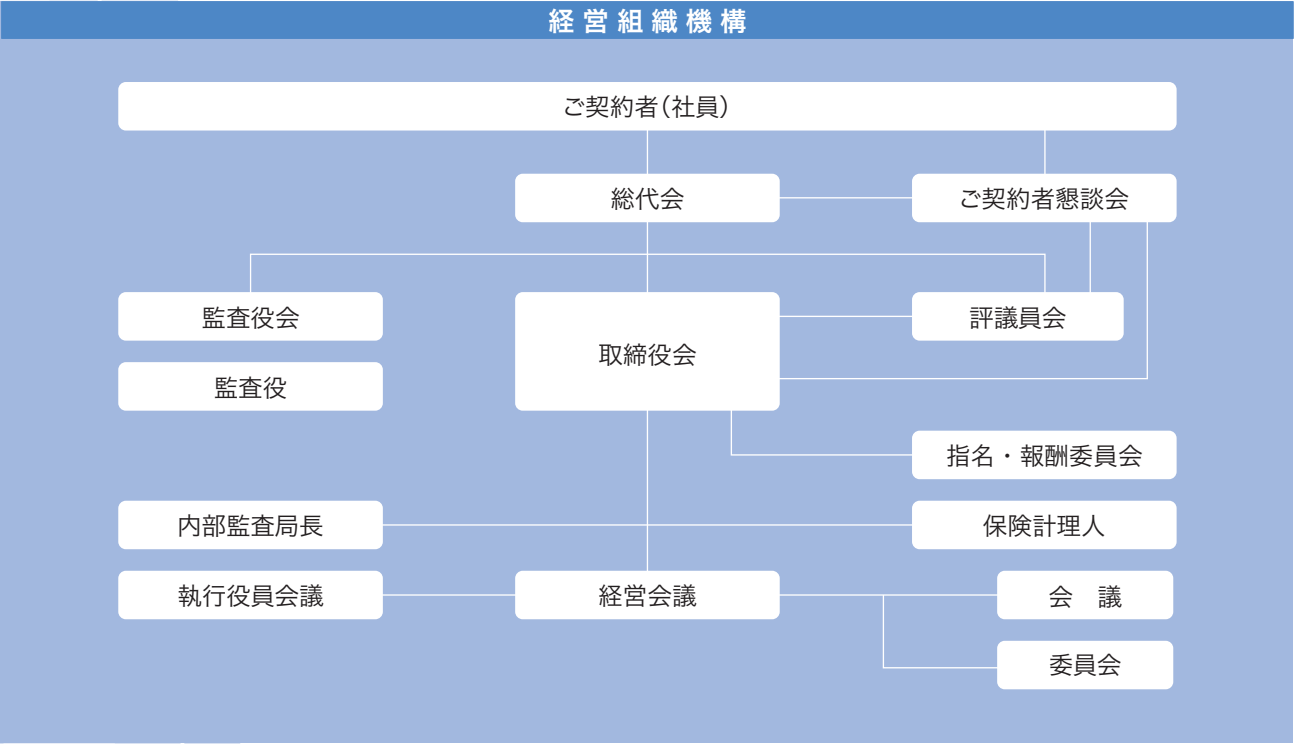 経営組織機構
ご契約者(社員)
総代会
ご契約者懇談会
監査役会
取締役会
評議員会
監査役
指名・報酬委員会
内部監査局長
保険計理人
執行役員会議
経営会議
会　議
委員会